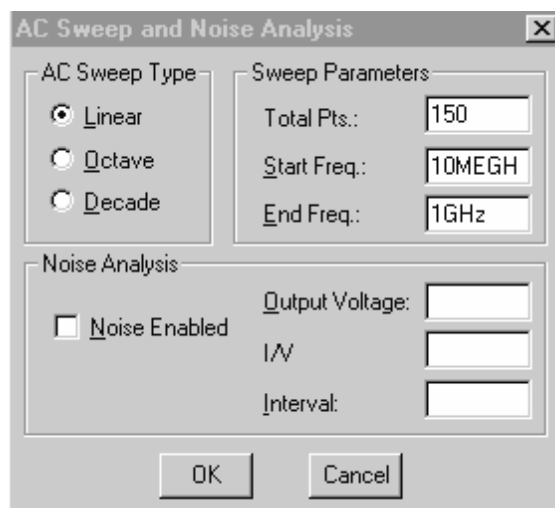 AC Sweep and Noise Analysis
AC Sweep Type
Linear
Octave
Decade
Sweep Parameters
Total Pts.: 150
Start Freq.: 10MEGH
End Freq.: 1GHz
Noise Analysis
Noise Enabled
Output Voltage:
I/V
Interval:
OK Cancel